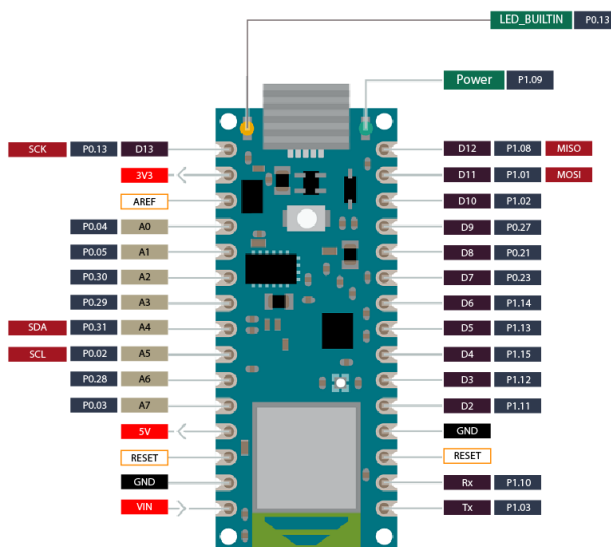 LED_BUILTIN P0.13
Power P1.09
SCK P0.13 D13 D12 P1.08 MISO
3V3 D11 P1.01 MOSI
AREF D10 P1.02
P0.04 A0 D9 P0.27
P0.05 A1 D8 P0.21
P0.30 A2 D7 P0.23
P0.29 A3 D6 P1.14
SDA P0.31 A4 D5 P1.13
SCL P0.02 A5 D4 P1.15
P0.28 A6 D3 P1.12
P0.03 A7 D2 P1.11
5V GND
RESET RESET
GND Rx P1.10
VIN Tx P1.03